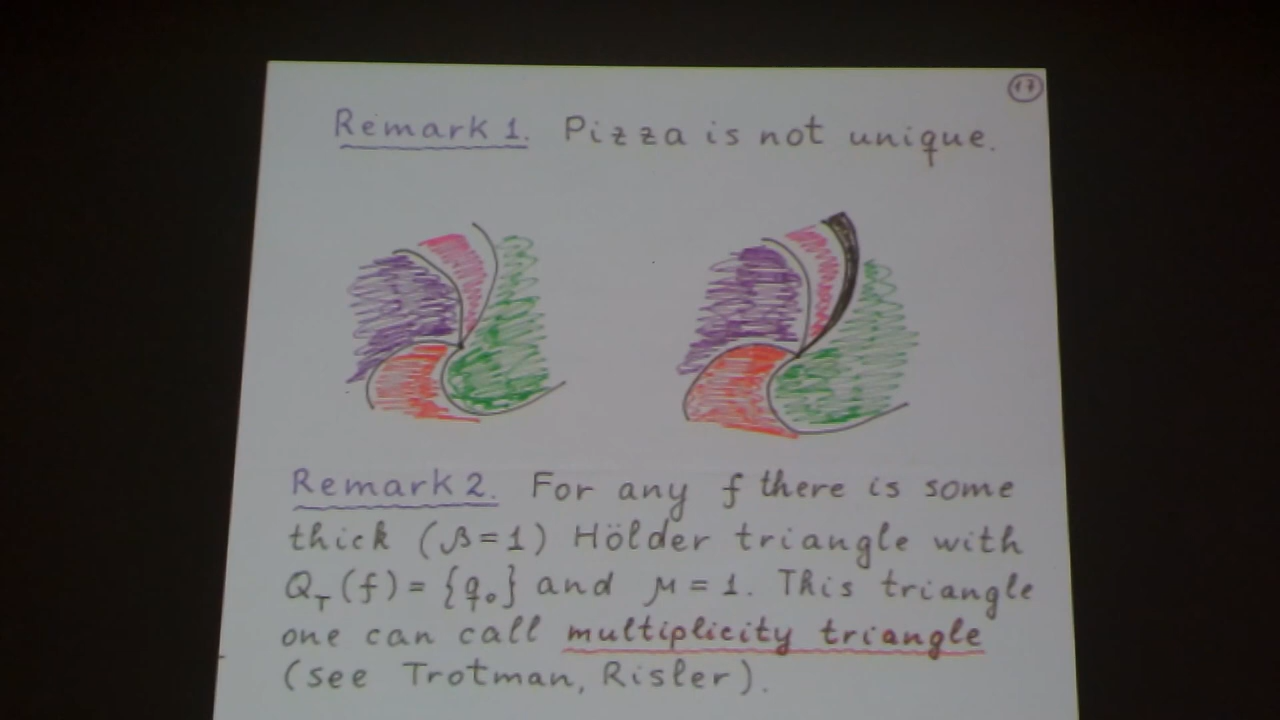 17
Remark 1. Pizza is not unique.
Remark 2. For any f there is some
thick (β=1) Hölder triangle with
Q_T(f) = {q₀} and μ = 1. This triangle
one can call multiplicity triangle
(see Trotman, Risler).